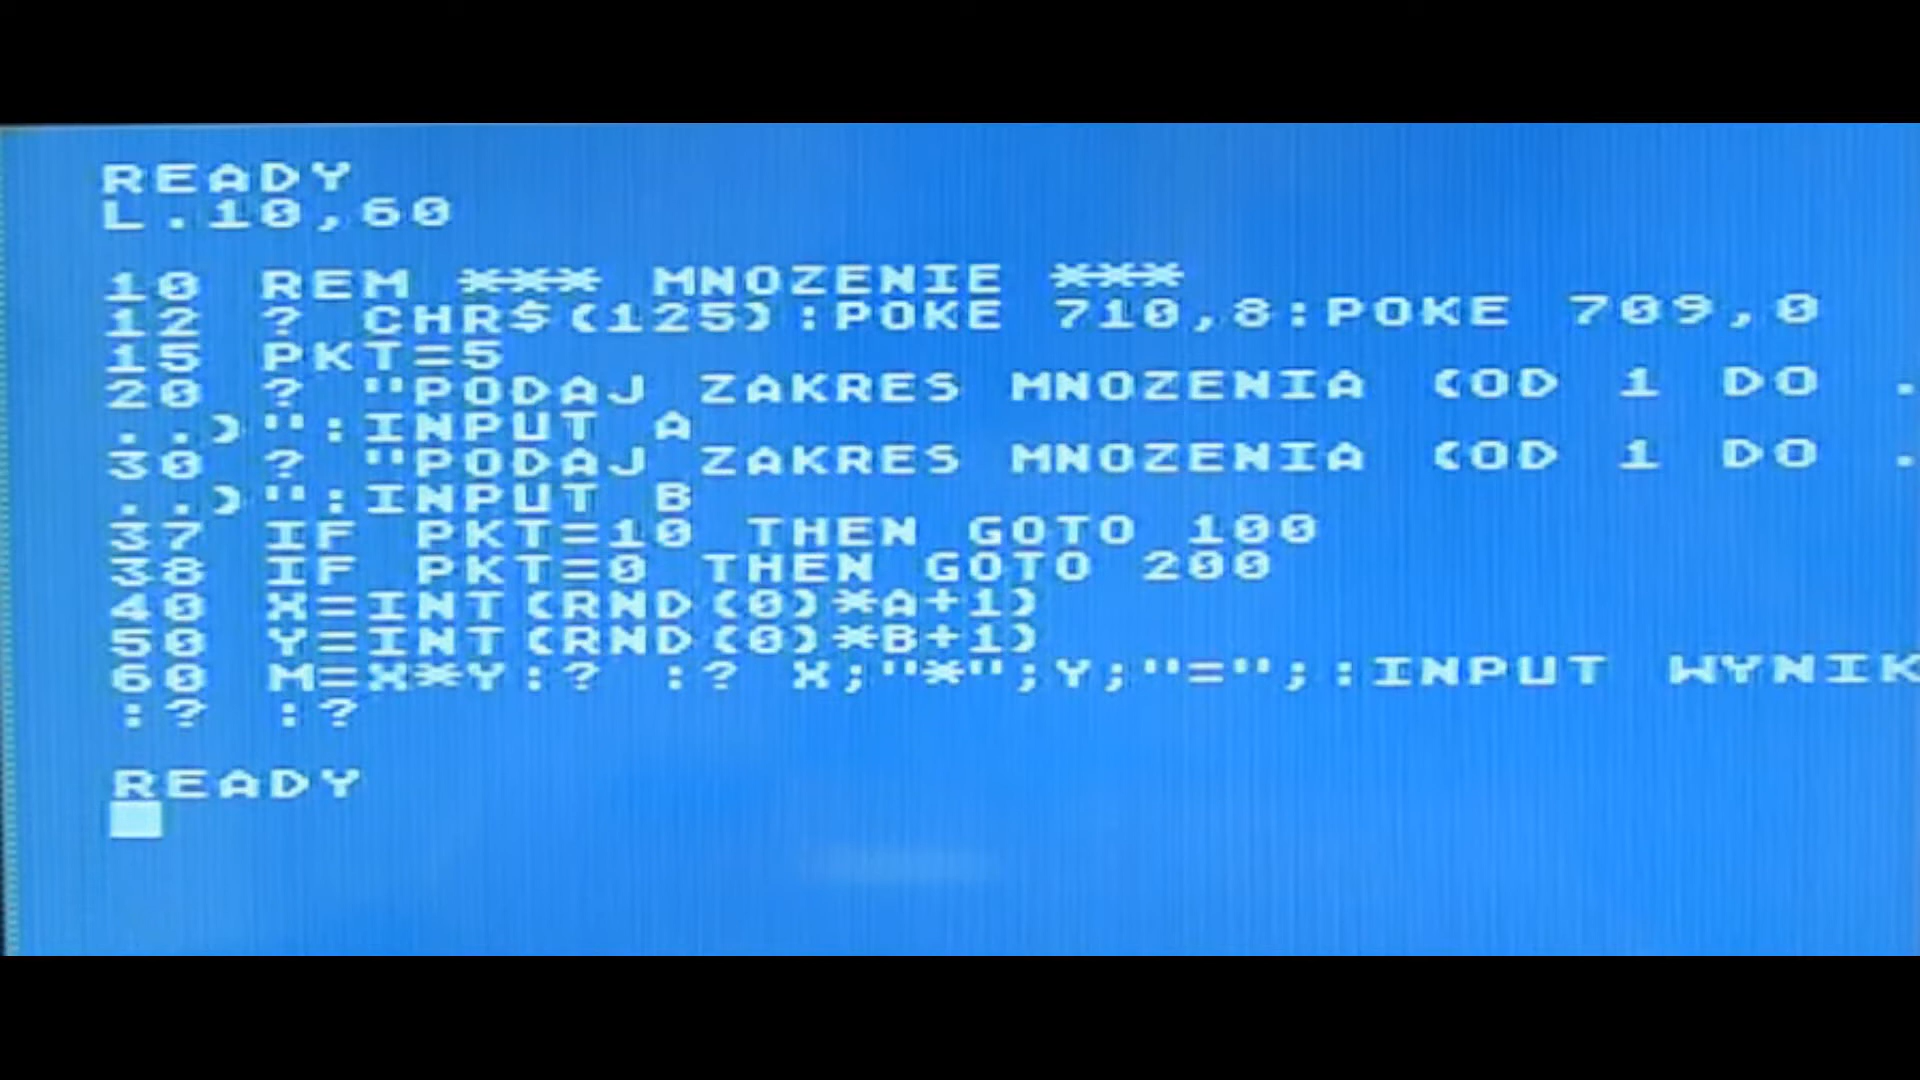 READY
L.10,60
10 REM *** MNOZENIE ***
12 ? CHR$(125):POKE 710,8:POKE 709,0
15 PKT=5
20 ? "PODAJ ZAKRES MNOZENIA (OD 1 DO .
..)":INPUT A
30 ? "PODAJ ZAKRES MNOZENIA (OD 1 DO .
..)":INPUT B
37 IF PKT=10 THEN GOTO 100
38 IF PKT=0 THEN GOTO 200
40 X=INT(RND(0)*A+1)
50 Y=INT(RND(0)*B+1)
60 M=X*Y:? :? X;"*";Y;"=";:INPUT WYNIK
:? :?
READY